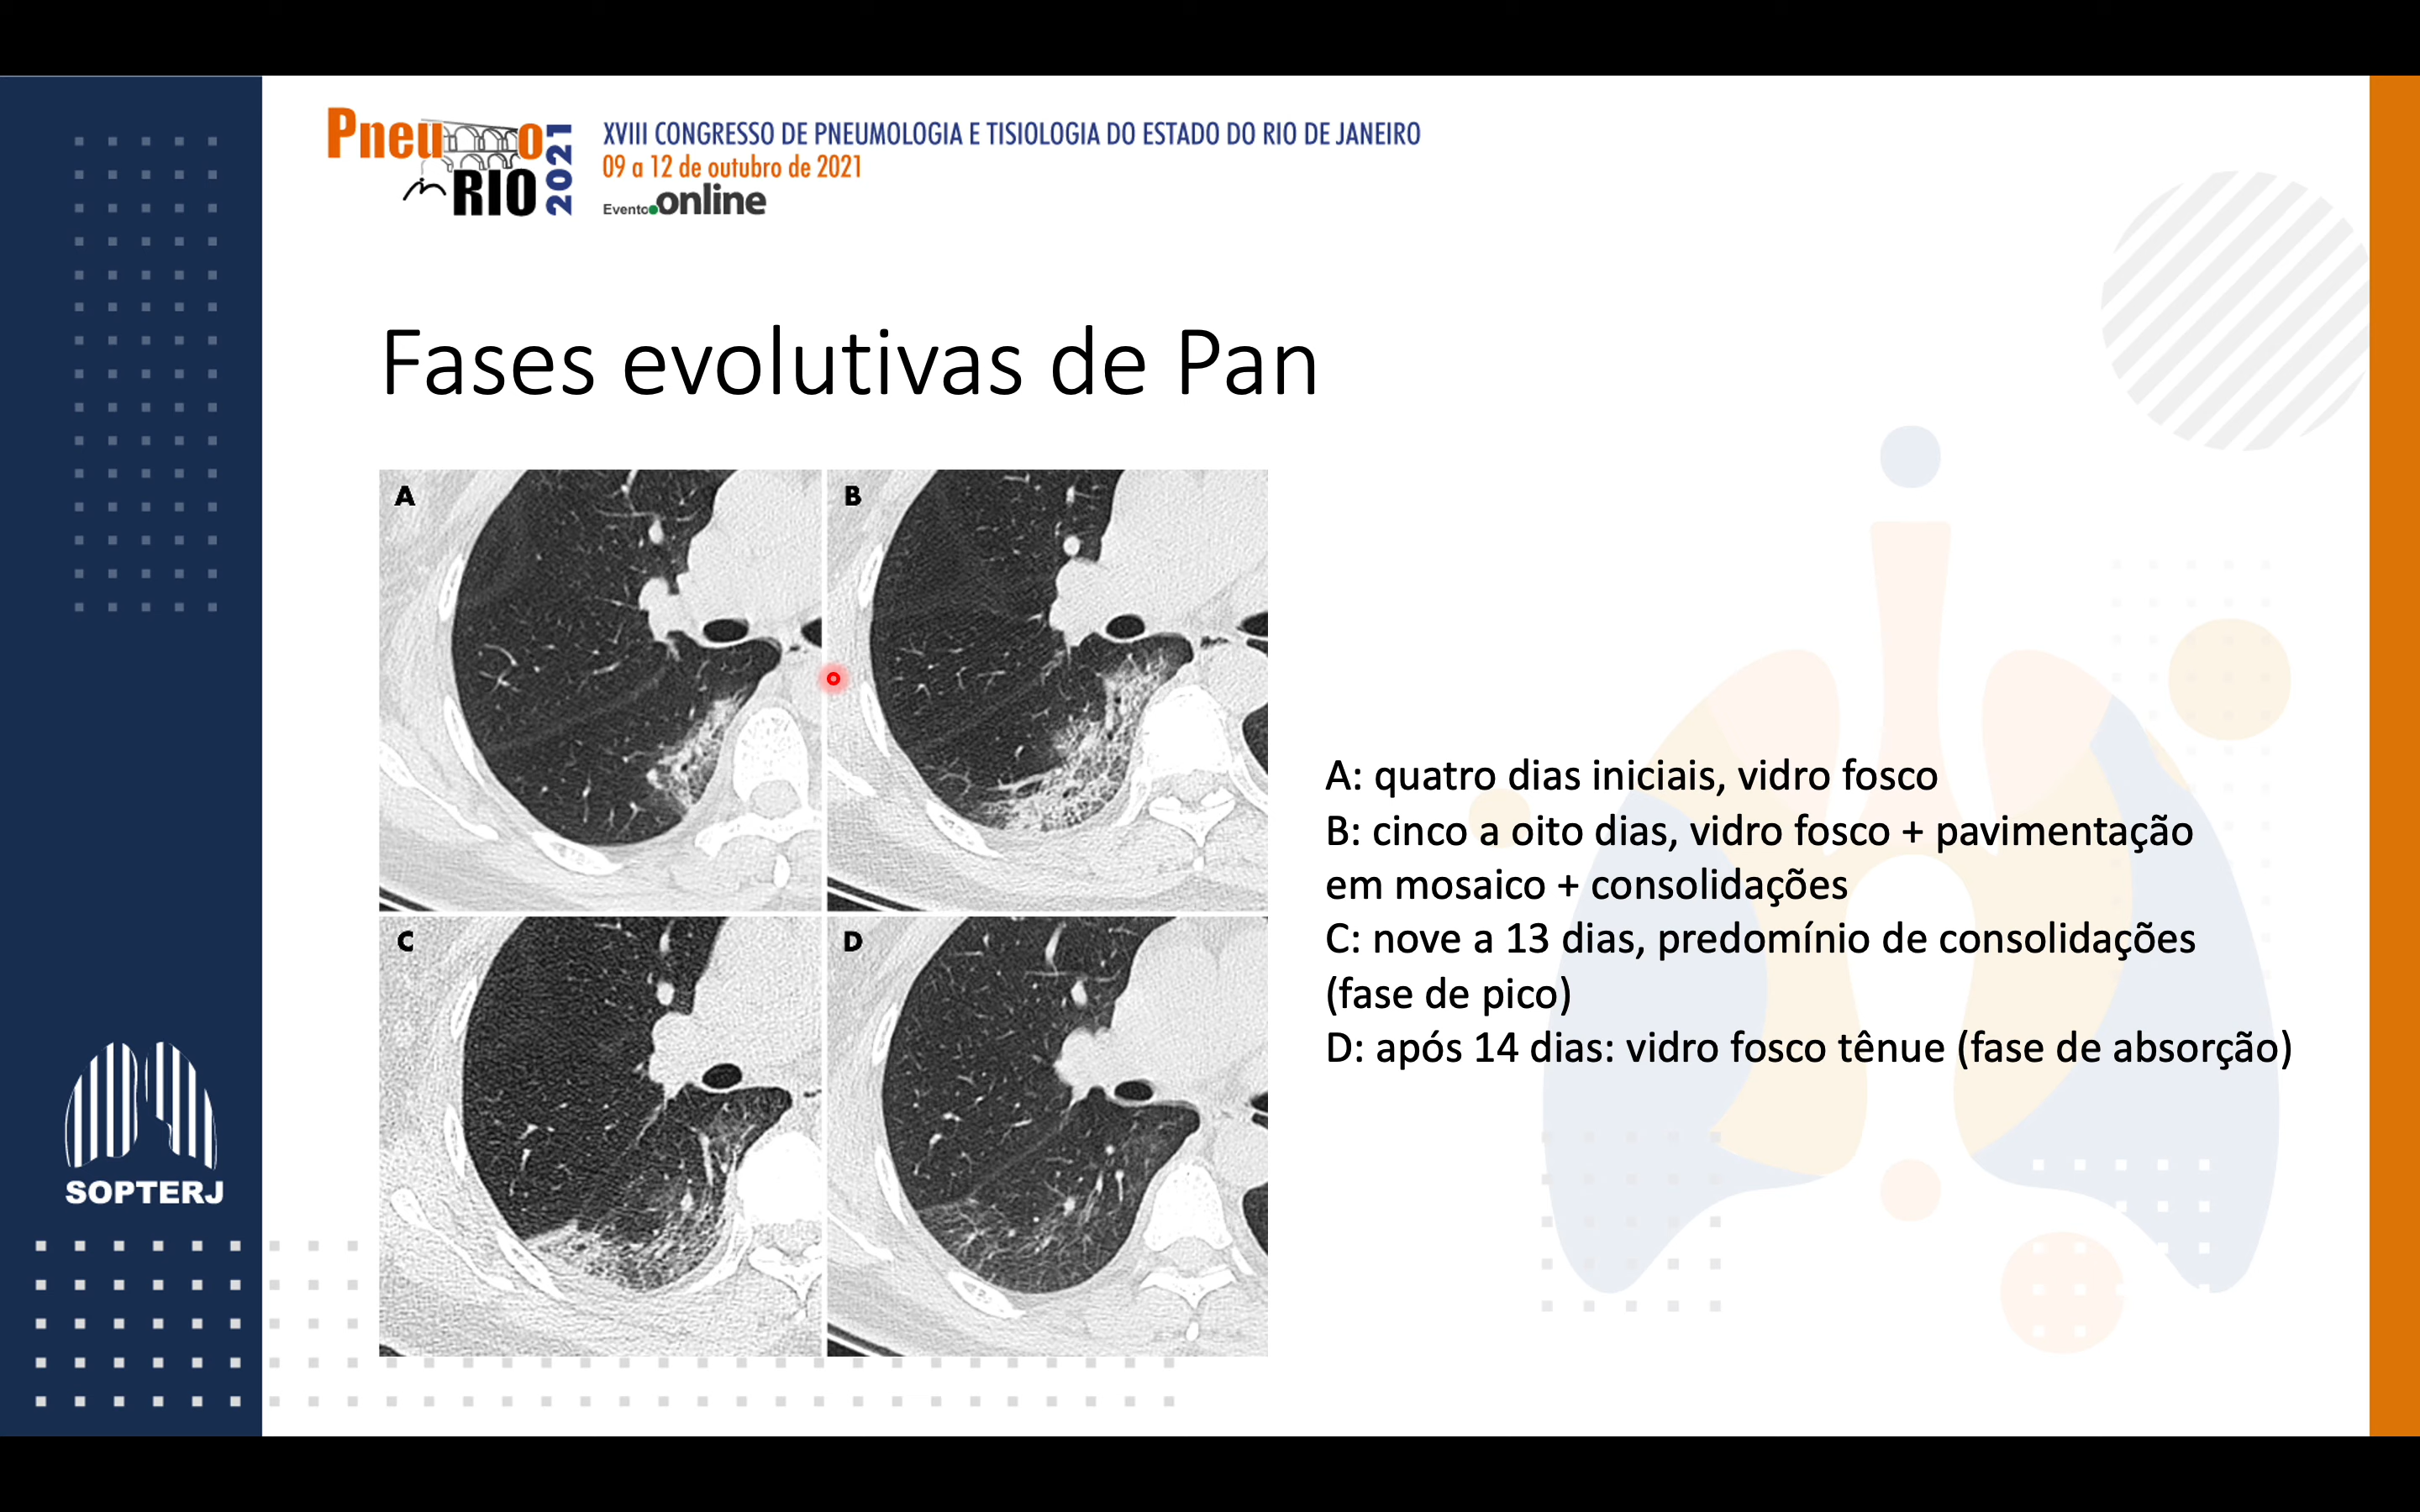 Pneu o
in RIO 2021
XVIII CONGRESSO DE PNEUMOLOGIA E TISIOLOGIA DO ESTADO DO RIO DE JANEIRO
09 a 12 de outubro de 2021
Evento online
Fases evolutivas de Pan
A
B
C
D
A: quatro dias iniciais, vidro fosco
B: cinco a oito dias, vidro fosco + pavimentação
em mosaico + consolidações
C: nove a 13 dias, predomínio de consolidações
(fase de pico)
D: após 14 dias: vidro fosco tênue (fase de absorção)
SOPTERJ